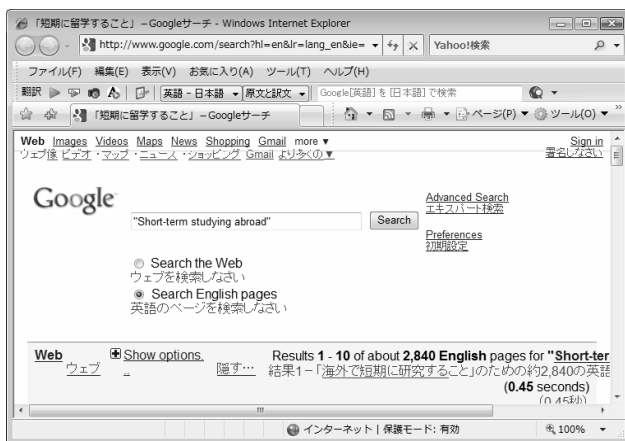 「短期に留学すること」 – Googleサーチ - Windows Internet Explorer
http://www.google.com/search?hl=en&lr=lang_en&ie= Yahoo!検索
ファイル(F) 編集(E) 表示(V) お気に入り(A) ツール(T) ヘルプ(H)
翻訳 英語 - 日本語 原文と訳文 Google[英語] を [日本語] で検索
「短期に留学すること」 – Googleサーチ ページ(P) ツール(O) »
Web Images Videos Maps News Shopping Gmail more ▼ Sign in
ウェブ像 ビデオ・マップ・ニュース・ショッピング Gmail より多くの▼ 署名しなさい
Google
Advanced Search
エキスパート検索
"Short-term studying abroad" Search
Preferences
初期設定
Search the Web
ウェブを検索しなさい
Search English pages
英語のページを検索しなさい
Web Show options. Results 1 - 10 of about 2,840 English pages for "Short-ter
ウェブ .. 隠す… 結果1–「海外で短期に研究すること」のための約2,840の英語
(0.45 seconds)
(0.45秒)
インターネット | 保護モード: 有効 100%